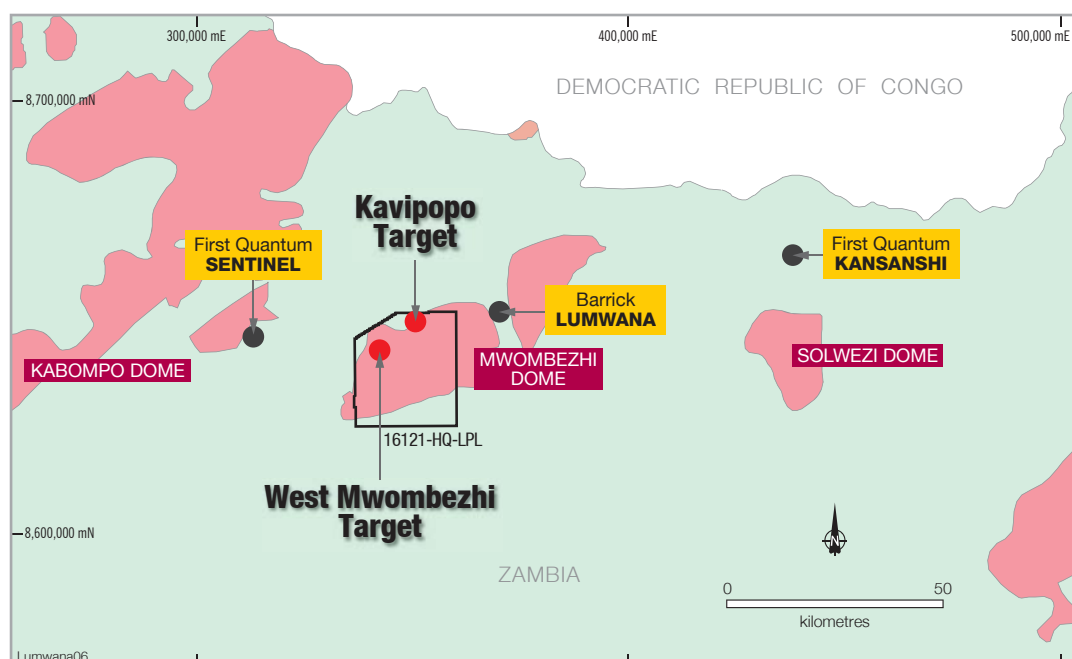 300,000 mE
400,000 mE
500,000 mE
8,700,000 mN
DEMOCRATIC REPUBLIC OF CONGO
Kavipopo
Target
First Quantum
SENTINEL
First Quantum
KANSANSHI
Barrick
LUMWANA
KABOMPO DOME
MWOMBEZHI
DOME
SOLWEZI DOME
16121-HQ-LPL
West Mwombezhi
Target
8,600,000 mN
N
ZAMBIA
0
50
kilometres
Lumwana06